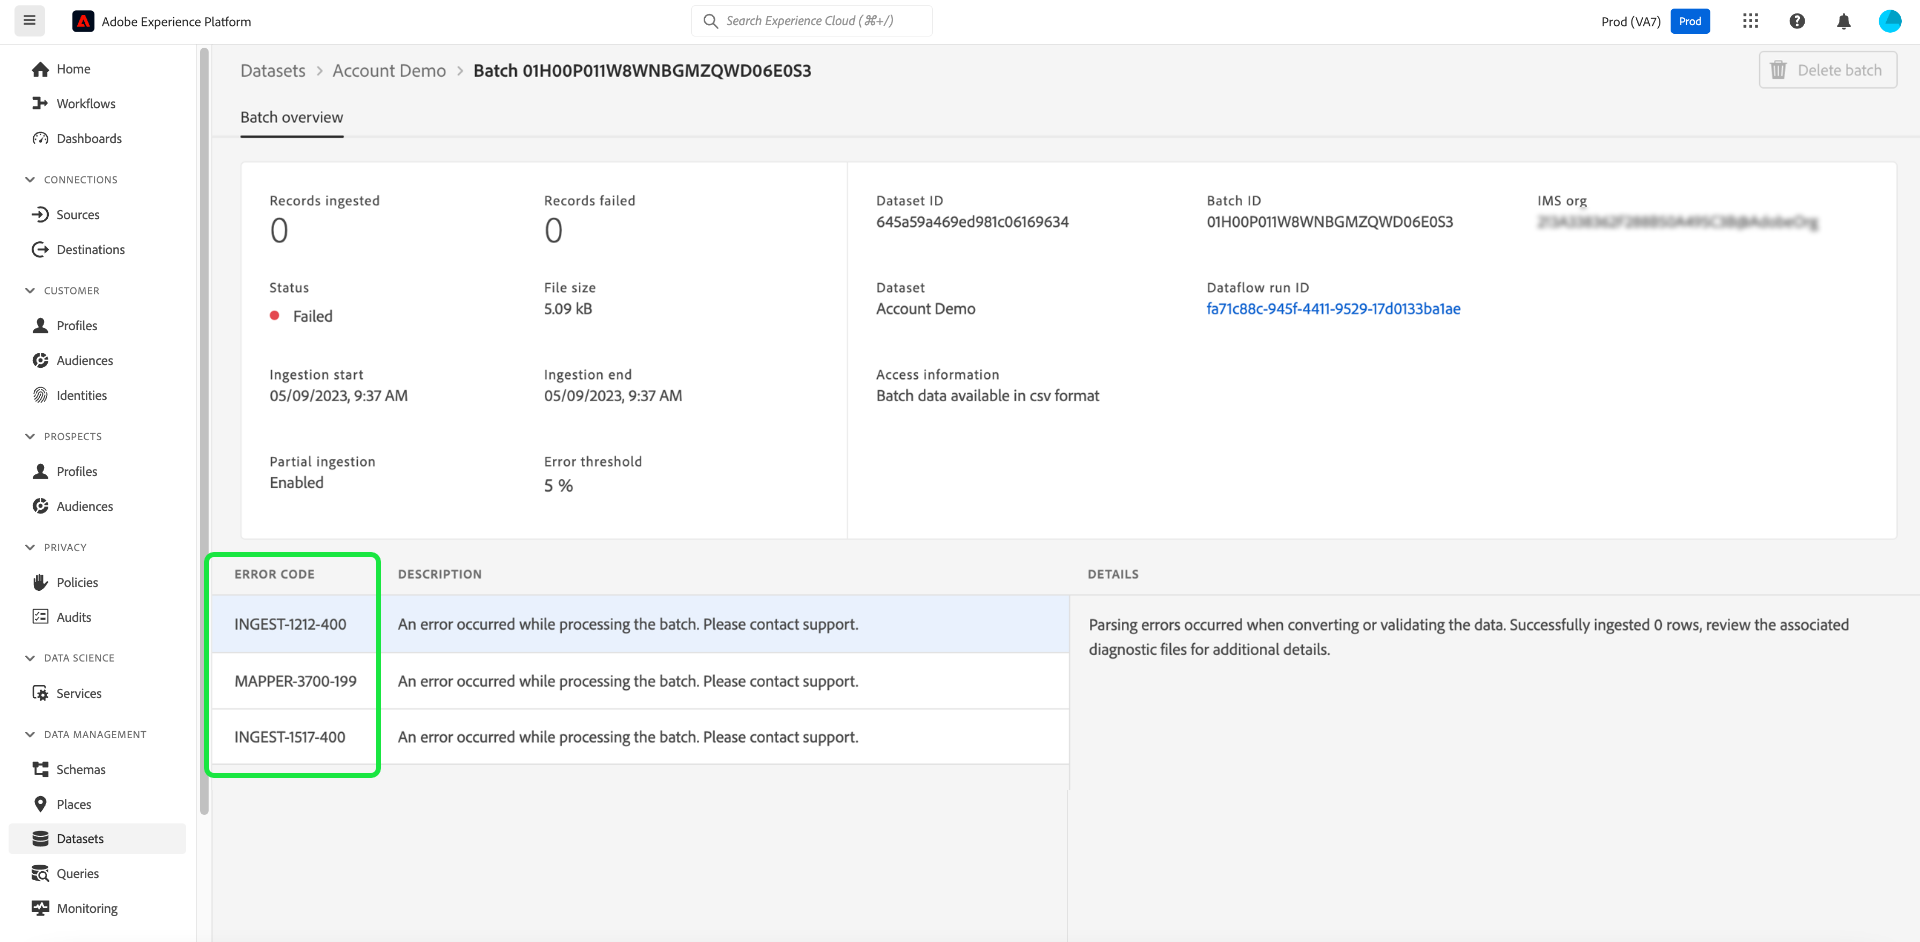 Adobe Experience Platform
Search Experience Cloud (⌘+/)
Prod (VA7)
Prod
Home
Workflows
Dashboards
CONNECTIONS
Sources
Destinations
CUSTOMER
Profiles
Audiences
Identities
PROSPECTS
Profiles
Audiences
PRIVACY
Policies
Audits
DATA SCIENCE
Services
DATA MANAGEMENT
Schemas
Places
Datasets
Queries
Monitoring
Datasets > Account Demo > Batch 01H00P011W8WNBGMZQWD06E0S3
Delete batch
Batch overview
Records ingested
0
Records failed
0
Status
Failed
File size
5.09 kB
Ingestion start
05/09/2023, 9:37 AM
Ingestion end
05/09/2023, 9:37 AM
Partial ingestion
Enabled
Error threshold
5 %
Dataset ID
645a59a469ed981c06169634
Batch ID
01H00P011W8WNBGMZQWD06E0S3
IMS org
Dataset
Account Demo
Dataflow run ID
fa71c88c-945f-4411-9529-17d0133ba1ae
Access information
Batch data available in csv format
ERROR CODE DESCRIPTION DETAILS
INGEST-1212-400 An error occurred while processing the batch. Please contact support.
MAPPER-3700-199 An error occurred while processing the batch. Please contact support.
INGEST-1517-400 An error occurred while processing the batch. Please contact support.
Parsing errors occurred when converting or validating the data. Successfully ingested 0 rows, review the associated
diagnostic files for additional details.